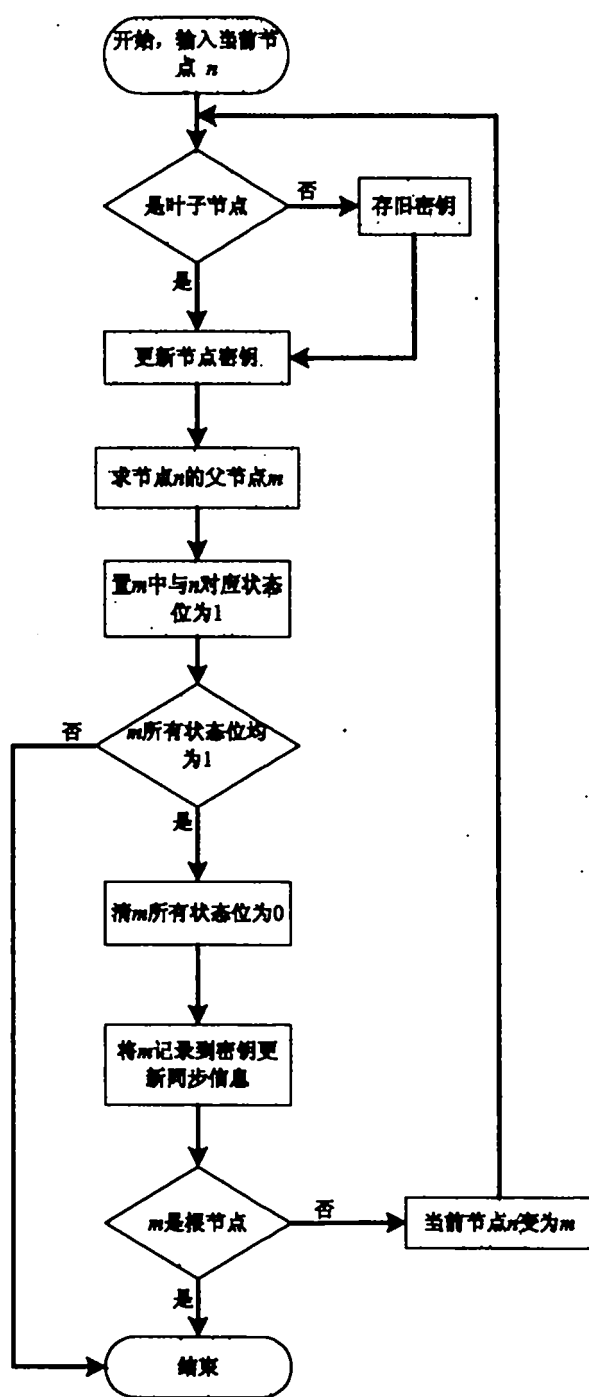 开始，输入当前节
点 n
是叶子节点
否
存旧密钥
是
更新节点密钥
求节点n的父节点m
置m中与n对应状态
位为1
否
m所有状态位均
为1
是
清m所有状态位为0
将m记录到密钥更
新同步信息
m是根节点
否
当前节点n变为m
是
结束